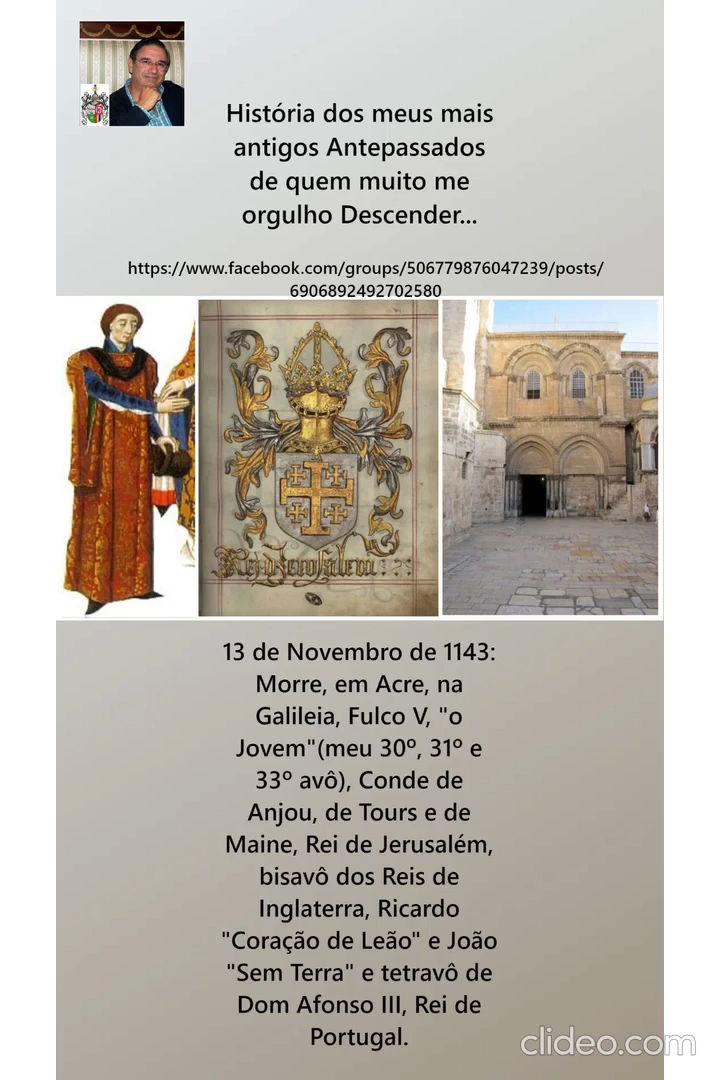 História dos meus mais
antigos Antepassados
de quem muito me
orgulho Descender...
https://www.facebook.com/groups/506779876047239/posts/
6906892492702580
Rei d Jerusalem
13 de Novembro de 1143:
Morre, em Acre, na
Galileia, Fulco V, "o
Jovem"(meu 30º, 31º e
33º avô), Conde de
Anjou, de Tours e de
Maine, Rei de Jerusalém,
bisavô dos Reis de
Inglaterra, Ricardo
"Coração de Leão" e João
"Sem Terra" e tetravô de
Dom Afonso III, Rei de
Portugal.
clideo.com